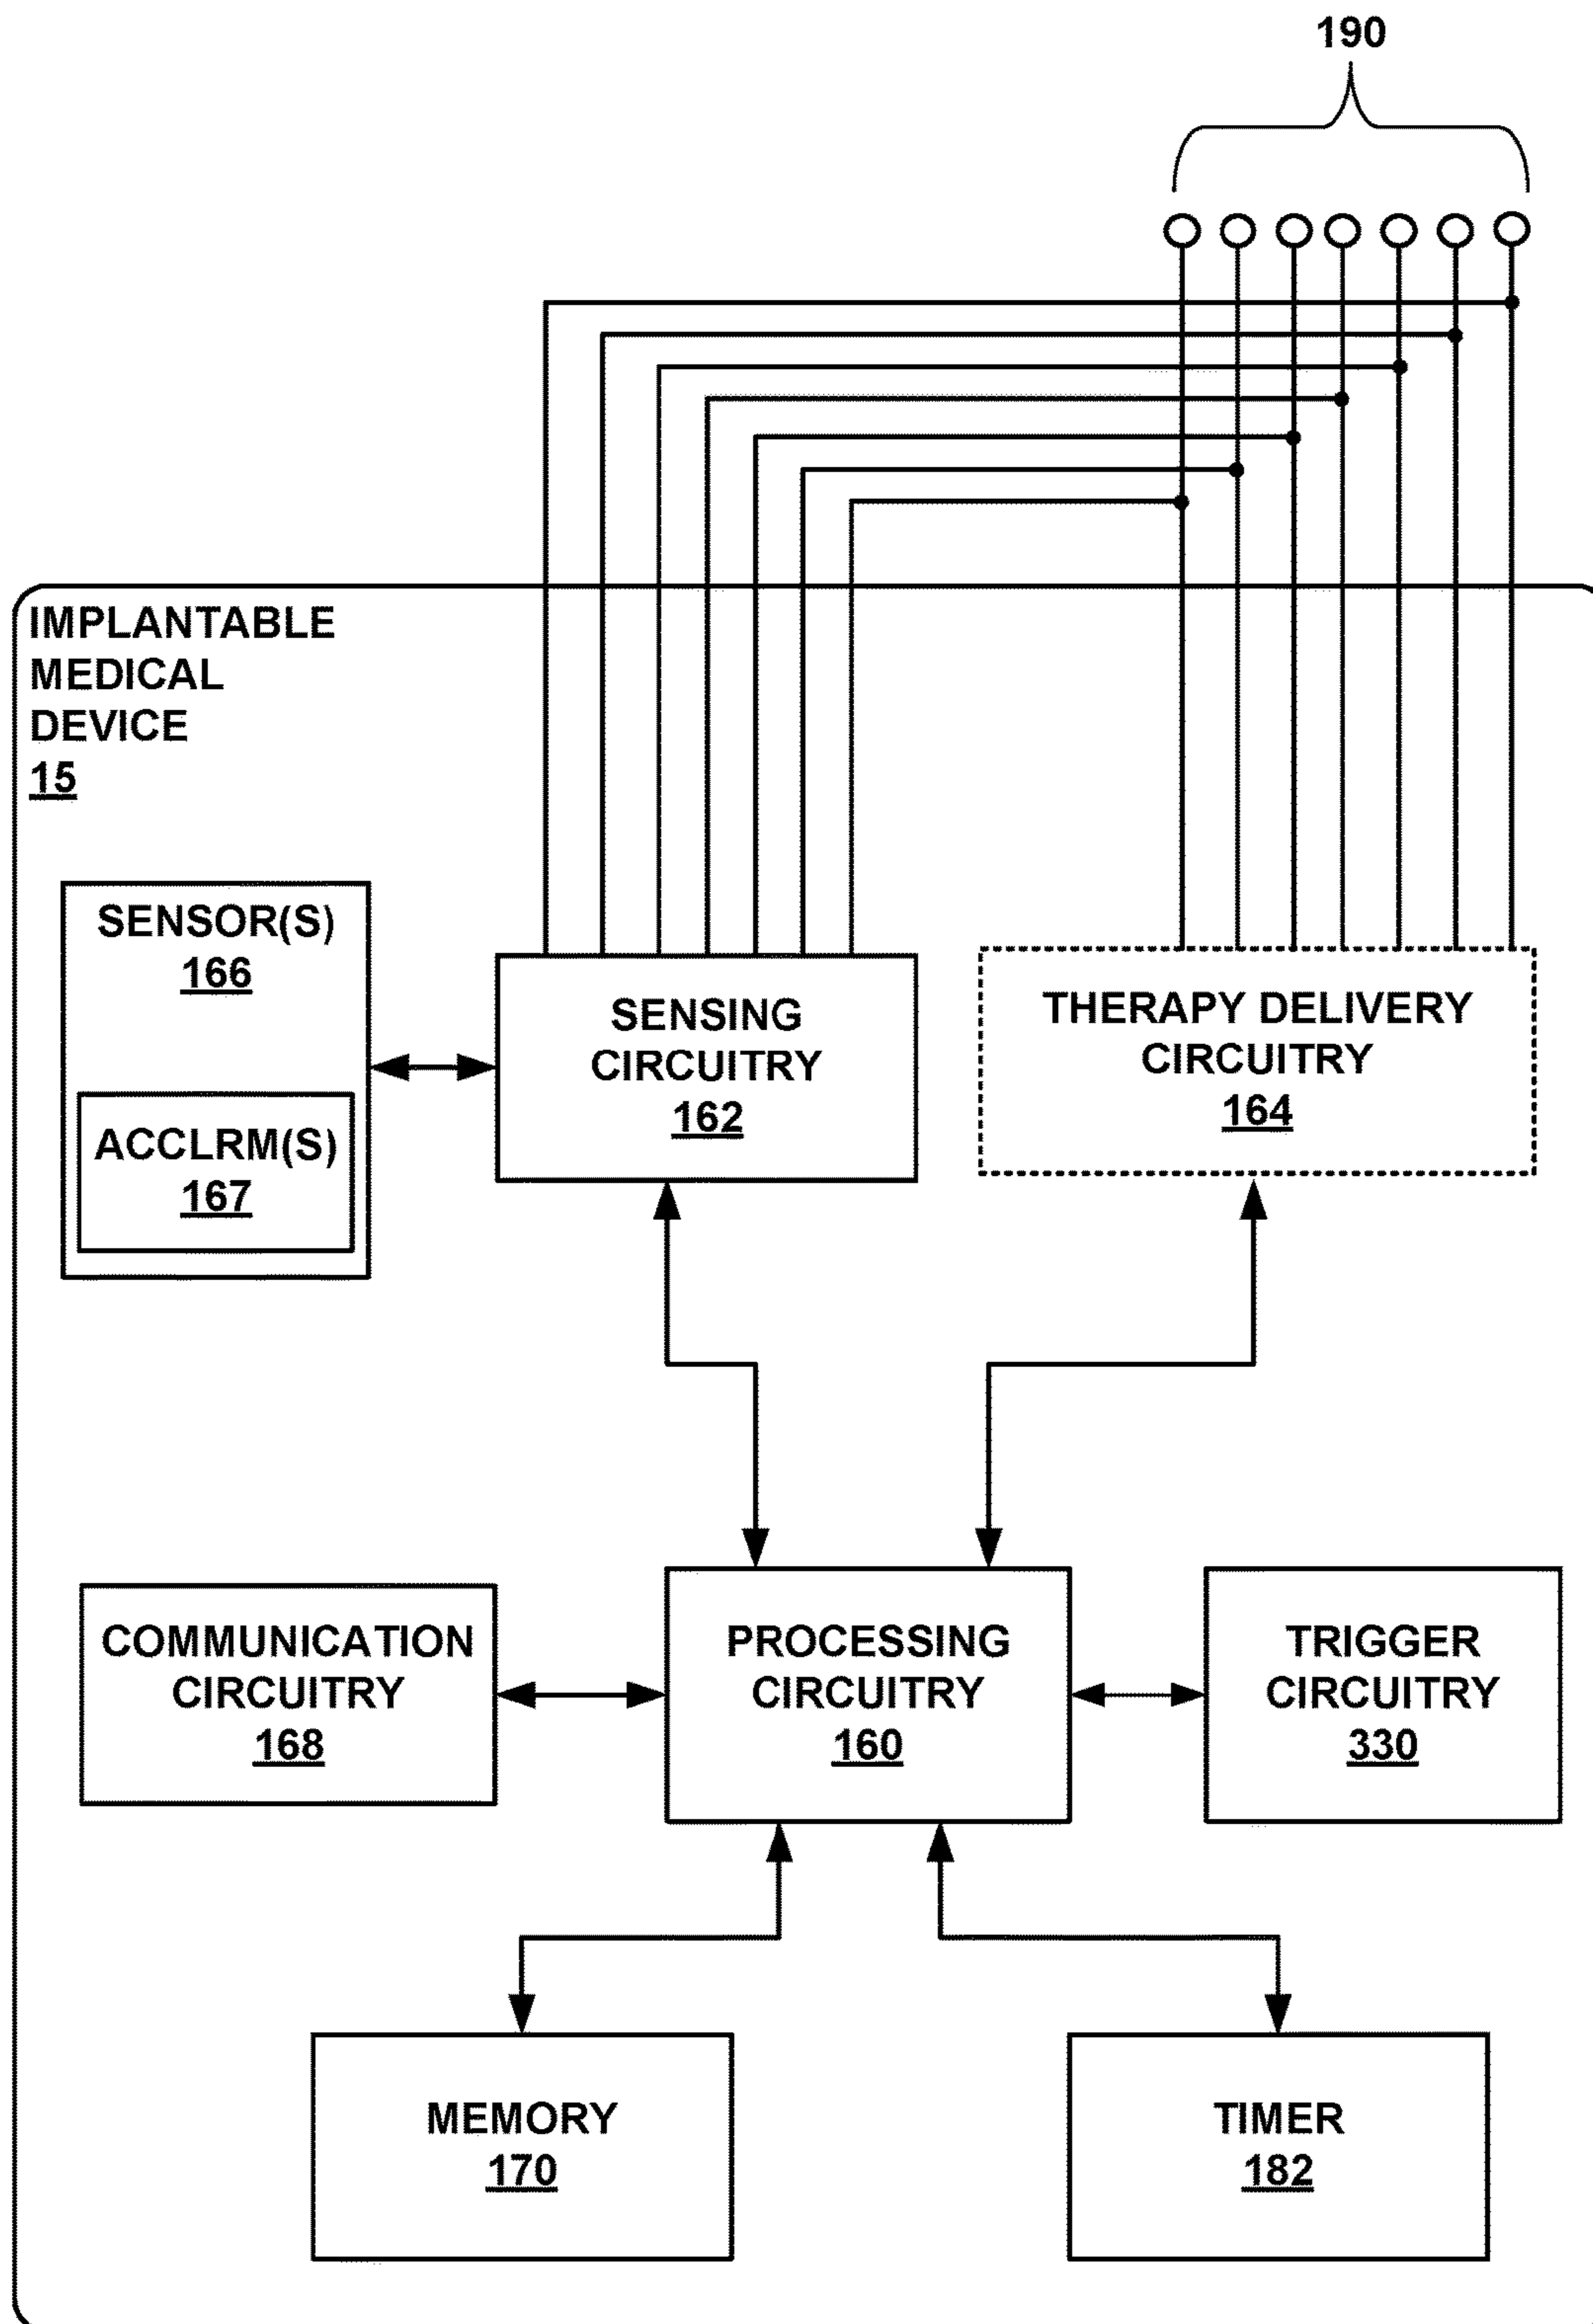 190
IMPLANTABLE
MEDICAL
DEVICE
15
SENSOR(S)
166
ACCLRM(S)
167
SENSING
CIRCUITRY
162
THERAPY DELIVERY
CIRCUITRY
164
COMMUNICATION
CIRCUITRY
168
PROCESSING
CIRCUITRY
160
TRIGGER
CIRCUITRY
330
MEMORY
170
TIMER
182